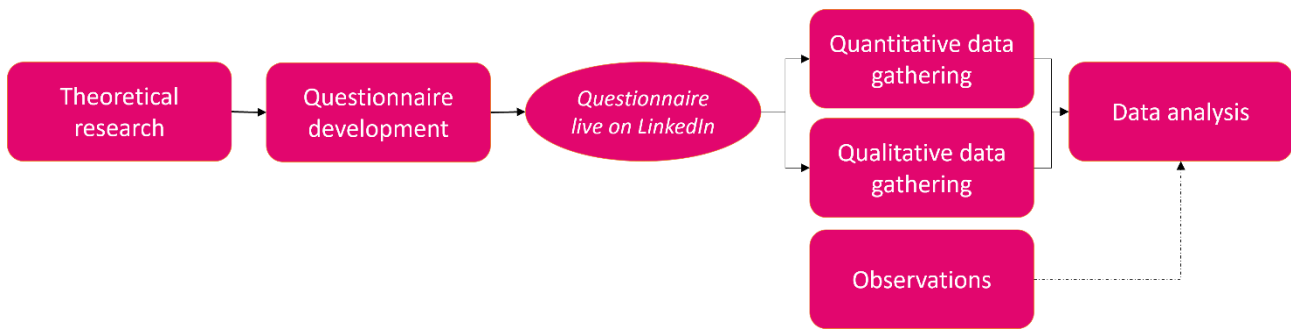 Theoretical
research
Questionnaire
development
Questionnaire
live on LinkedIn
Quantitative data
gathering
Qualitative data
gathering
Observations
Data analysis